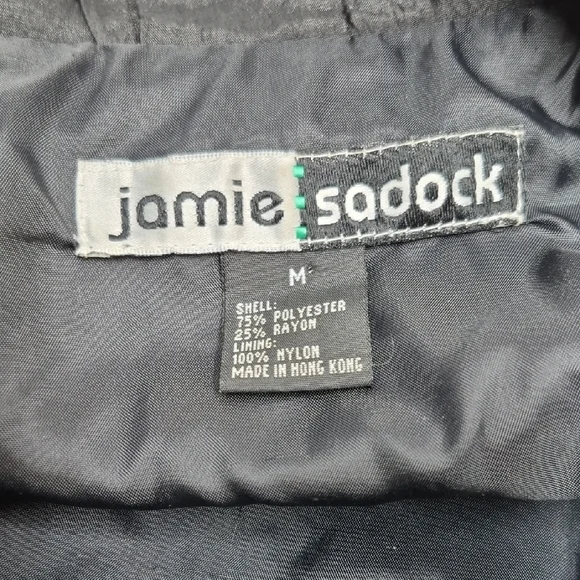 jamie sadock
M
SHELL:
75% POLYESTER
25% RAYON
LINING:
100% NYLON
MADE IN HONG KONG